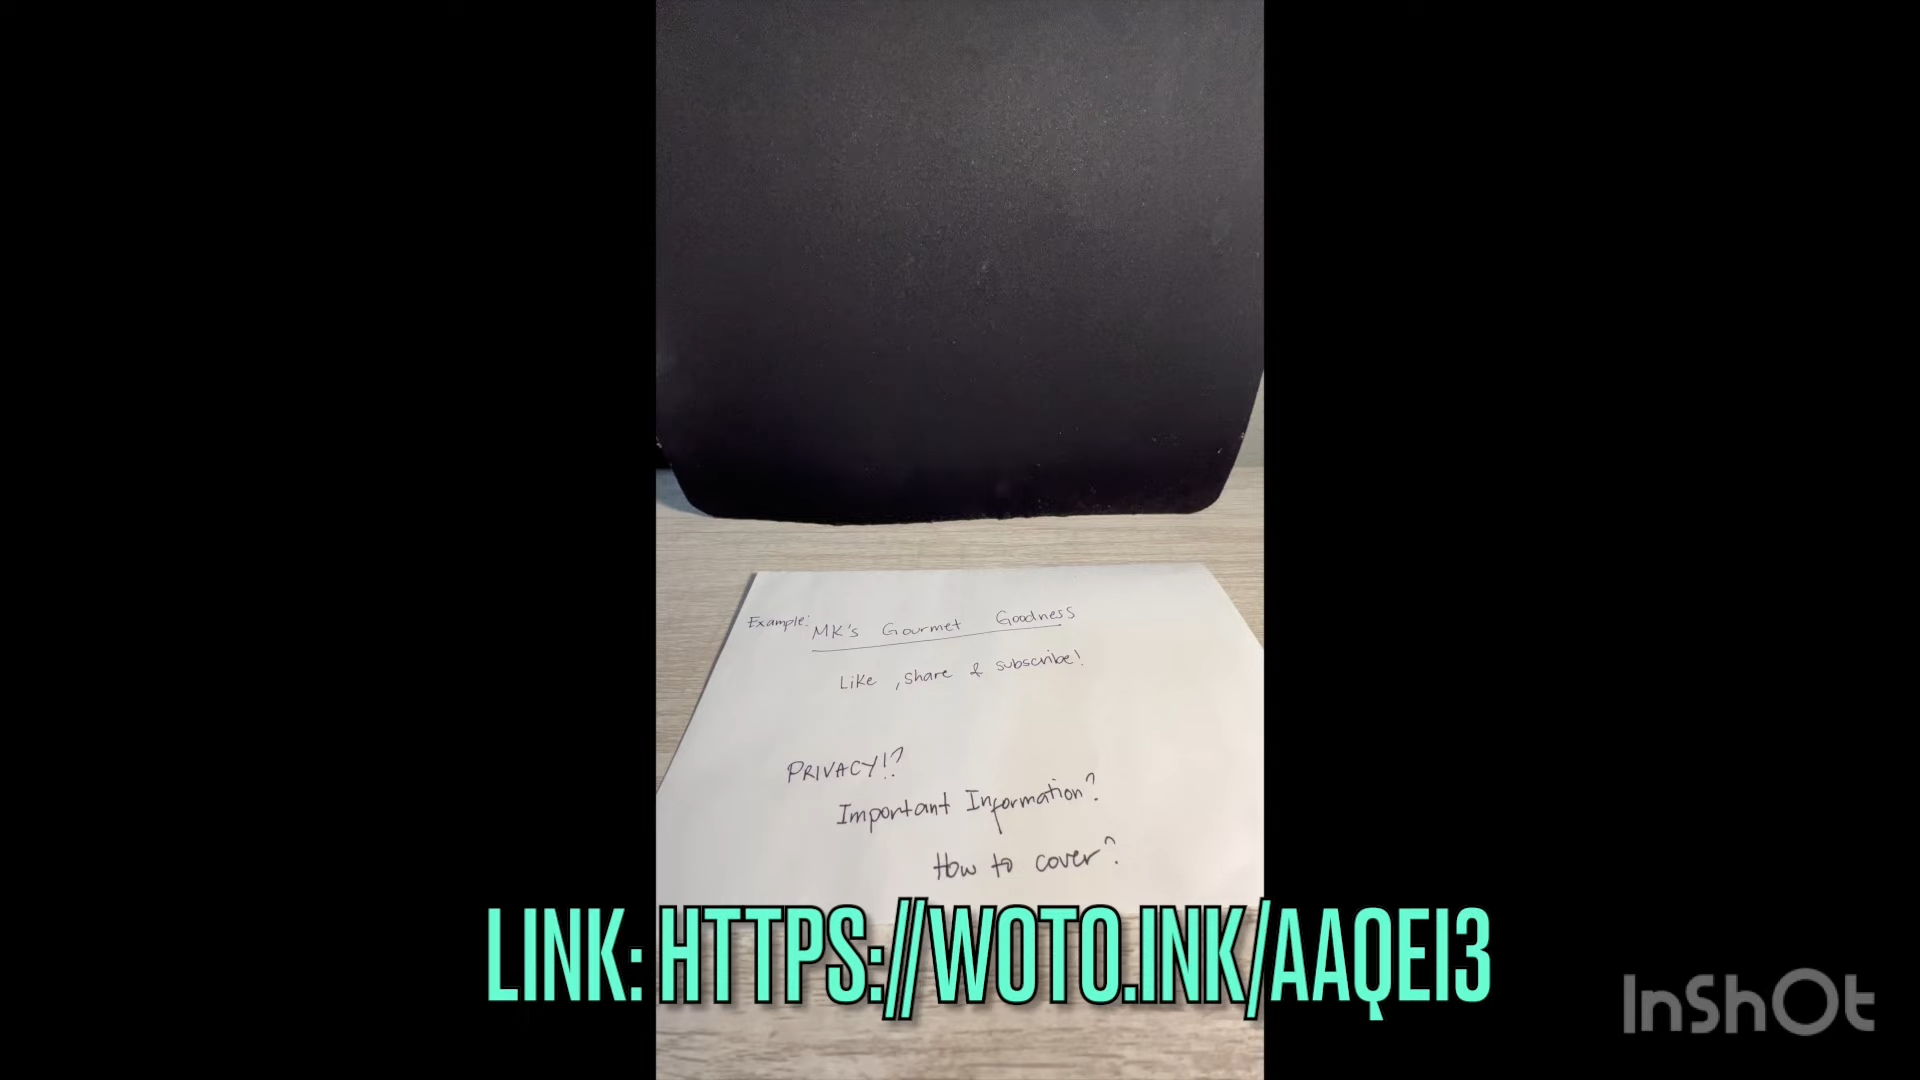 Example: MK's Gourmet Goodness
Like, share & subscribe!
PRIVACY!?
Important Information?
How to cover?
LINK: HTTPS://WOTO.INK/AAQEI3
InShOt